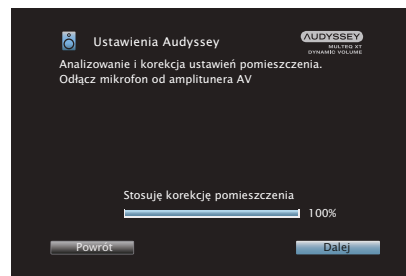 Ustawienia Audyssey
AUDYSSEY
MULTEQ XT
DYNAMIC VOLUME
Analizowanie i korekcja ustawień pomieszczenia.
Odłącz mikrofon od amplitunera AV
Stosuję korekcję pomieszczenia
100%
Powrót
Dalej